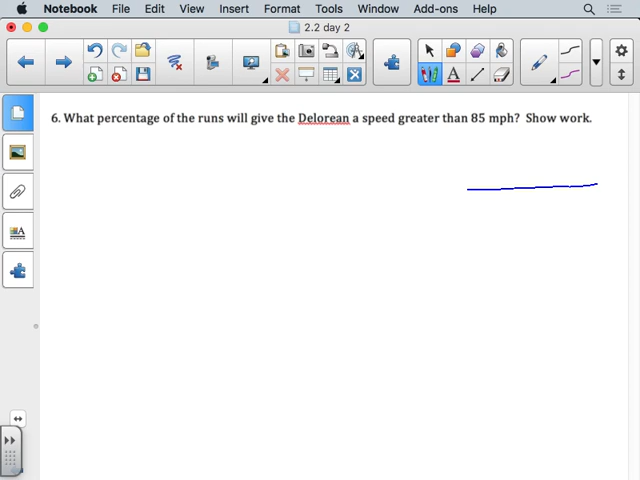 Notebook File Edit View Insert Format Tools Window Add-ons Help
2.2 day 2
A
A
6. What percentage of the runs will give the Delorean a speed greater than 85 mph? Show work.